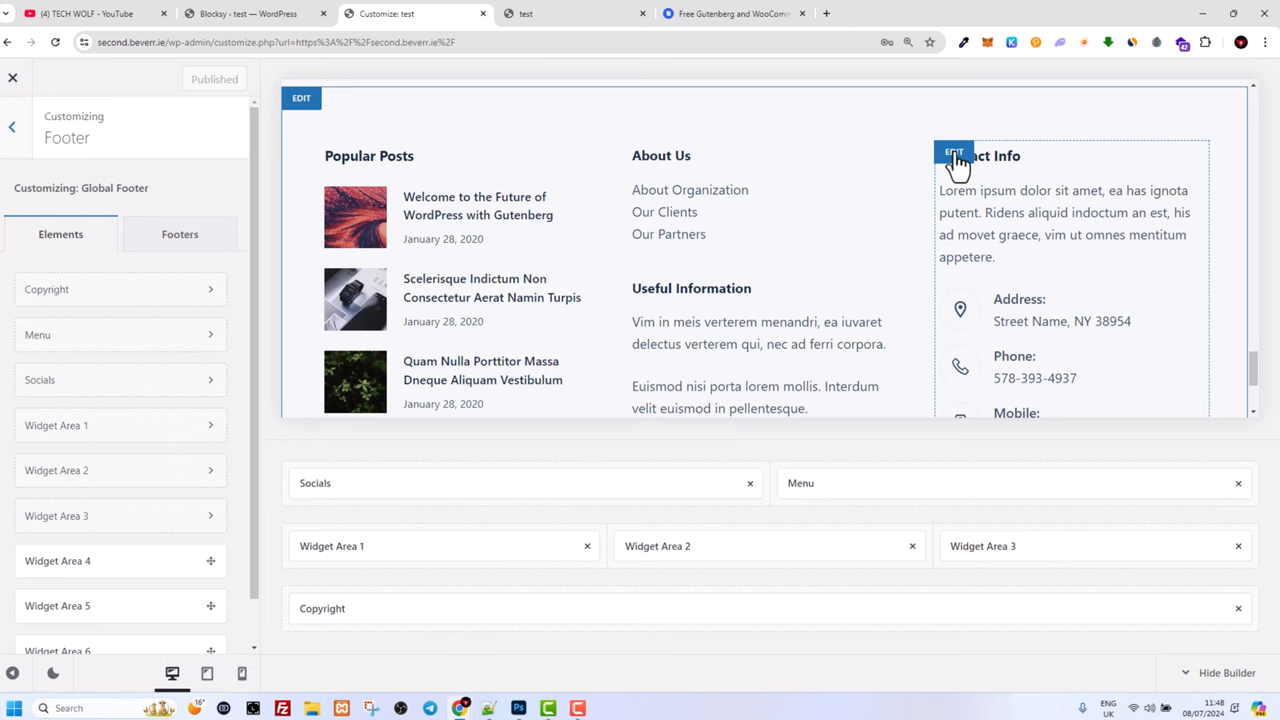 (4) TECH WOLF - YouTube
Blocksy ‹ test — WordPress
Customize: test
test
Free Gutenberg and WooComm
second.beverr.ie/wp-admin/customize.php?url=https%3A%2F%2Fsecond.beverr.ie%2F
Published
Customizing
Footer
Customizing: Global Footer
Elements
Footers
Copyright
Menu
Socials
Widget Area 1
Widget Area 2
Widget Area 3
Widget Area 4
Widget Area 5
Widget Area 6
EDIT
Popular Posts
Welcome to the Future of
WordPress with Gutenberg
January 28, 2020
Scelerisque Indictum Non
Consectetur Aerat Namin Turpis
January 28, 2020
Quam Nulla Porttitor Massa
Dneque Aliquam Vestibulum
January 28, 2020
About Us
About Organization
Our Clients
Our Partners
Useful Information
Vim in meis verterem menandri, ea iuvaret
delectus verterem qui, nec ad ferri corpora.
Euismod nisi porta lorem mollis. Interdum
velit euismod in pellentesque.
EDIT
act Info
Lorem ipsum dolor sit amet, ea has ignota
putent. Ridens aliquid indoctum an est, his
ad movet graece, vim ut omnes mentitum
appetere.
Address:
Street Name, NY 38954
Phone:
578-393-4937
Mobile:
Socials
Menu
Widget Area 1
Widget Area 2
Widget Area 3
Copyright
Hide Builder
Search
16°
ENG
UK
11:48
08/07/2024